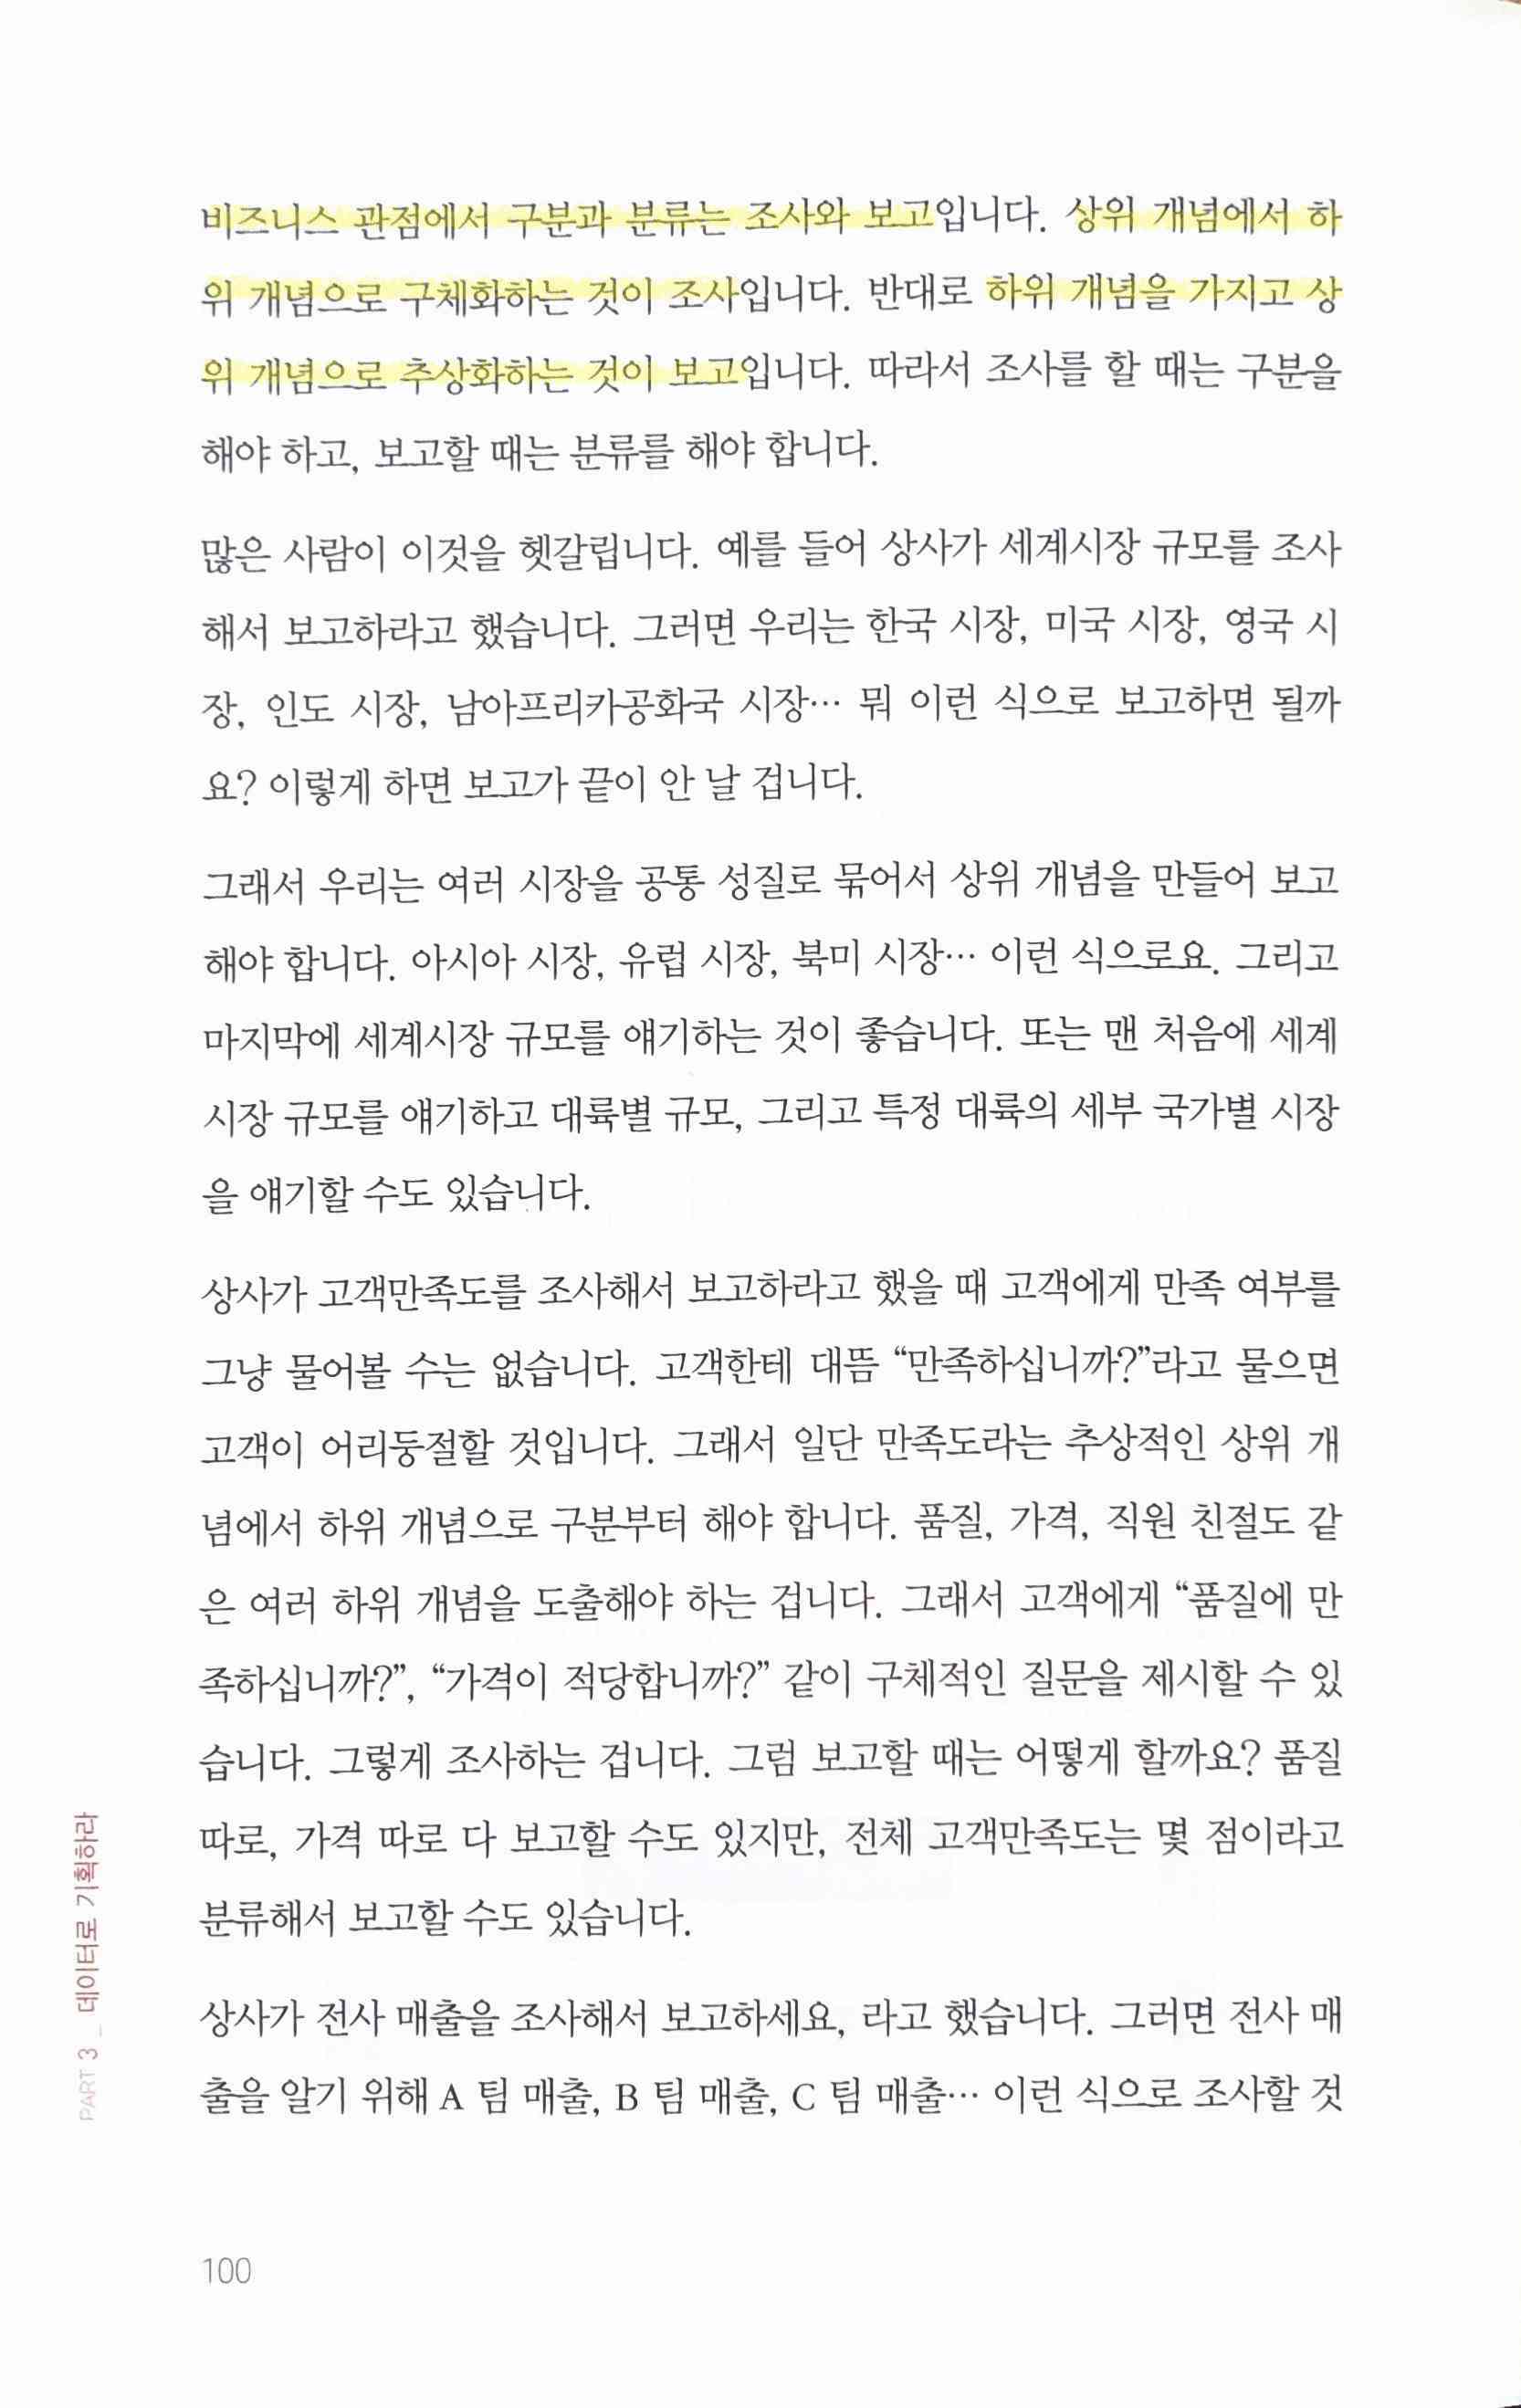 비즈니스 관점에서 구분과 분류는 조사와 보고입니다. 상위 개념에서 하
위 개념으로 구체화하는 것이 조사입니다. 반대로 하위 개념을 가지고 상
위 개념으로 추상화하는 것이 보고입니다. 따라서 조사를 할 때는 구분을
해야 하고, 보고할 때는 분류를 해야 합니다.
많은 사람이 이것을 헷갈립니다. 예를 들어 상사가 세계시장 규모를 조사
해서 보고하라고 했습니다. 그러면 우리는 한국 시장, 미국 시장, 영국 시
장, 인도 시장, 남아프리카공화국 시장… 뭐 이런 식으로 보고하면 될까
요? 이렇게 하면 보고가 끝이 안 날 겁니다.
그래서 우리는 여러 시장을 공통 성질로 묶어서 상위 개념을 만들어 보고
해야 합니다. 아시아 시장, 유럽 시장, 북미 시장… 이런 식으로요. 그리고
마지막에 세계시장 규모를 얘기하는 것이 좋습니다. 또는 맨 처음에 세계
시장 규모를 얘기하고 대륙별 규모, 그리고 특정 대륙의 세부 국가별 시장
을 얘기할 수도 있습니다.
상사가 고객만족도를 조사해서 보고하라고 했을 때 고객에게 만족 여부를
그냥 물어볼 수는 없습니다. 고객한테 대뜸 “만족하십니까?”라고 물으면
고객이 어리둥절할 것입니다. 그래서 일단 만족도라는 추상적인 상위 개
념에서 하위 개념으로 구분부터 해야 합니다. 품질, 가격, 직원 친절도 같
은 여러 하위 개념을 도출해야 하는 겁니다. 그래서 고객에게 “품질에 만
족하십니까?”, “가격이 적당합니까?” 같이 구체적인 질문을 제시할 수 있
습니다. 그렇게 조사하는 겁니다. 그럼 보고할 때는 어떻게 할까요? 품질
따로, 가격 따로 다 보고할 수도 있지만, 전체 고객만족도는 몇 점이라고
분류해서 보고할 수도 있습니다.
상사가 전사 매출을 조사해서 보고하세요, 라고 했습니다. 그러면 전사 매
출을 알기 위해 A 팀 매출, B 팀 매출, C 팀 매출… 이런 식으로 조사할 것
PART 3 _ 데이터로 기획하라
100